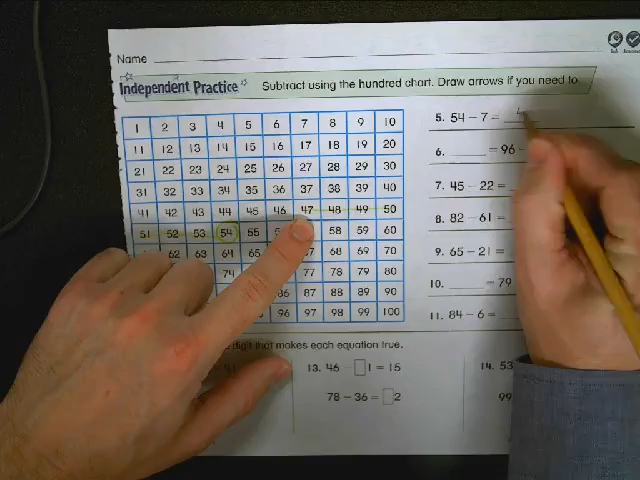 Name
Independent Practice Subtract using the hundred chart. Draw arrows if you need to.
1 2 3 4 5 6 7 8 9 10
11 12 13 14 15 16 17 18 19 20
21 22 23 24 25 26 27 28 29 30
31 32 33 34 35 36 37 38 39 40
41 42 43 44 45 46 47 48 49 50
51 52 53 54 55 58 59 60
62 63 64 65 68 69 70
74 77 78 79 80
86 87 88 89 90
96 97 98 99 100
5. 54 − 7 = 4
6. ____ = 96 −
7. 45 − 22 =
8. 82 − 61 =
9. 65 − 21 =
10. ____ = 79
11. 84 − 6 =
digit that makes each equation true.
13. 46 − □1 = 15
78 − 36 = □2
14. 53
99